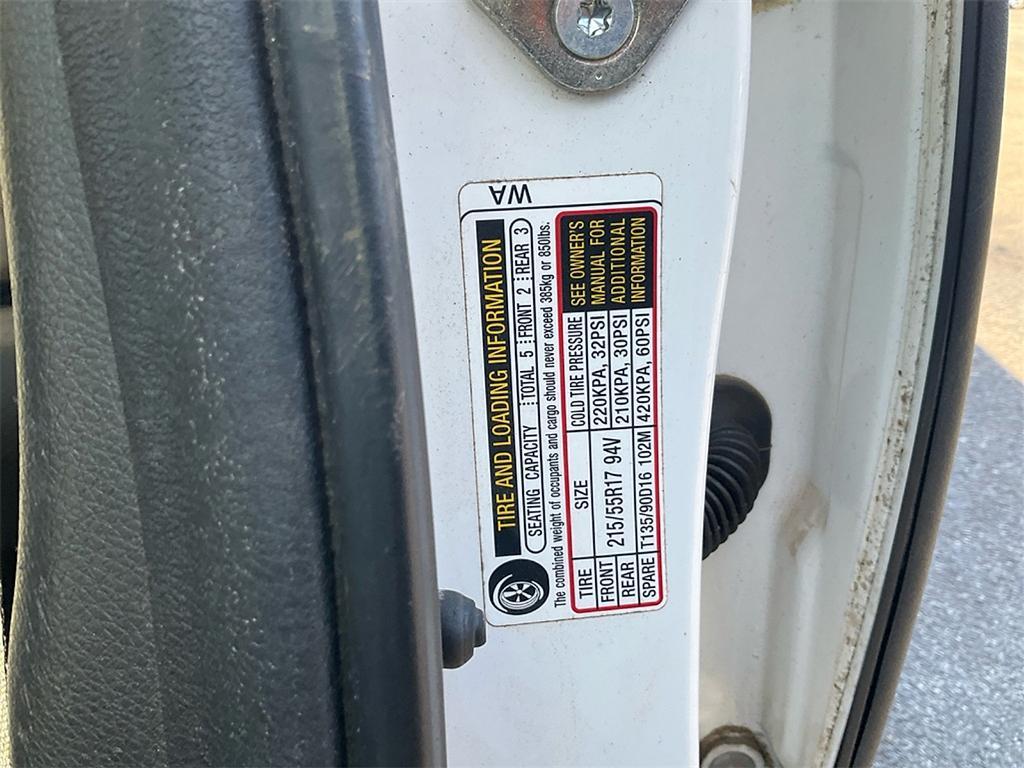 WA
TIRE AND LOADING INFORMATION
SEATING CAPACITY TOTAL 5 FRONT 2 REAR 3
The combined weight of occupants and cargo should never exceed 385kg or 850lbs.
TIRE SIZE COLD TIRE PRESSURE
FRONT 215/55R17 94V 220KPA, 32PSI
REAR 210KPA, 30PSI
SPARE T135/90D16 102M 420KPA, 60PSI
SEE OWNER'S
MANUAL FOR
ADDITIONAL
INFORMATION